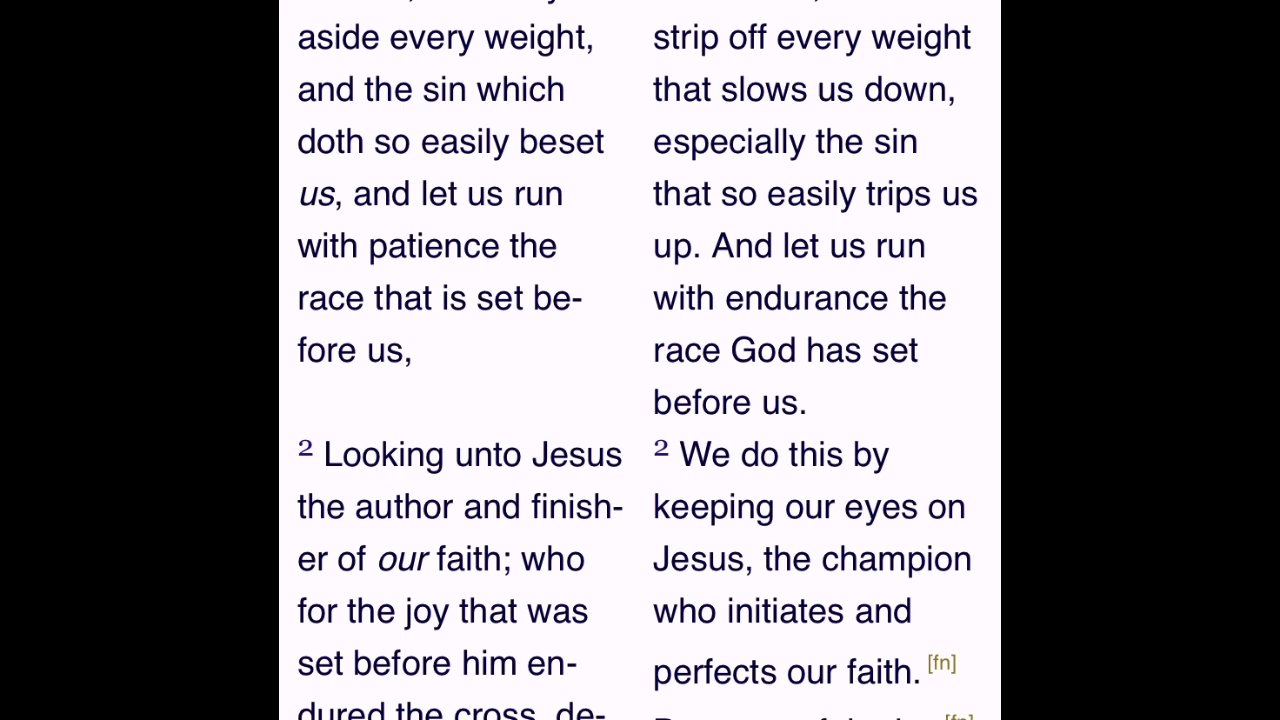 aside every weight,
and the sin which
doth so easily beset
us, and let us run
with patience the
race that is set be-
fore us,
2 Looking unto Jesus
the author and finish-
er of our faith; who
for the joy that was
set before him en-
dured the cross, de-
strip off every weight
that slows us down,
especially the sin
that so easily trips us
up. And let us run
with endurance the
race God has set
before us.
2 We do this by
keeping our eyes on
Jesus, the champion
who initiates and
perfects our faith. [fn]
[fn]